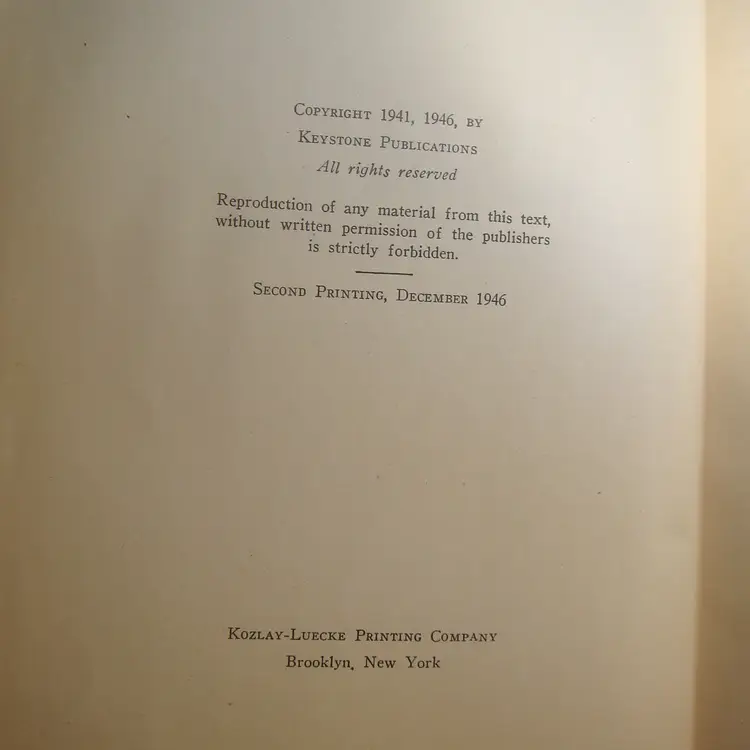 COPYRIGHT 1941, 1946, BY
KEYSTONE PUBLICATIONS
All rights reserved
Reproduction of any material from this text,
without written permission of the publishers
is strictly forbidden.
SECOND PRINTING, DECEMBER 1946
KOZLAY-LUECKE PRINTING COMPANY
Brooklyn, New York